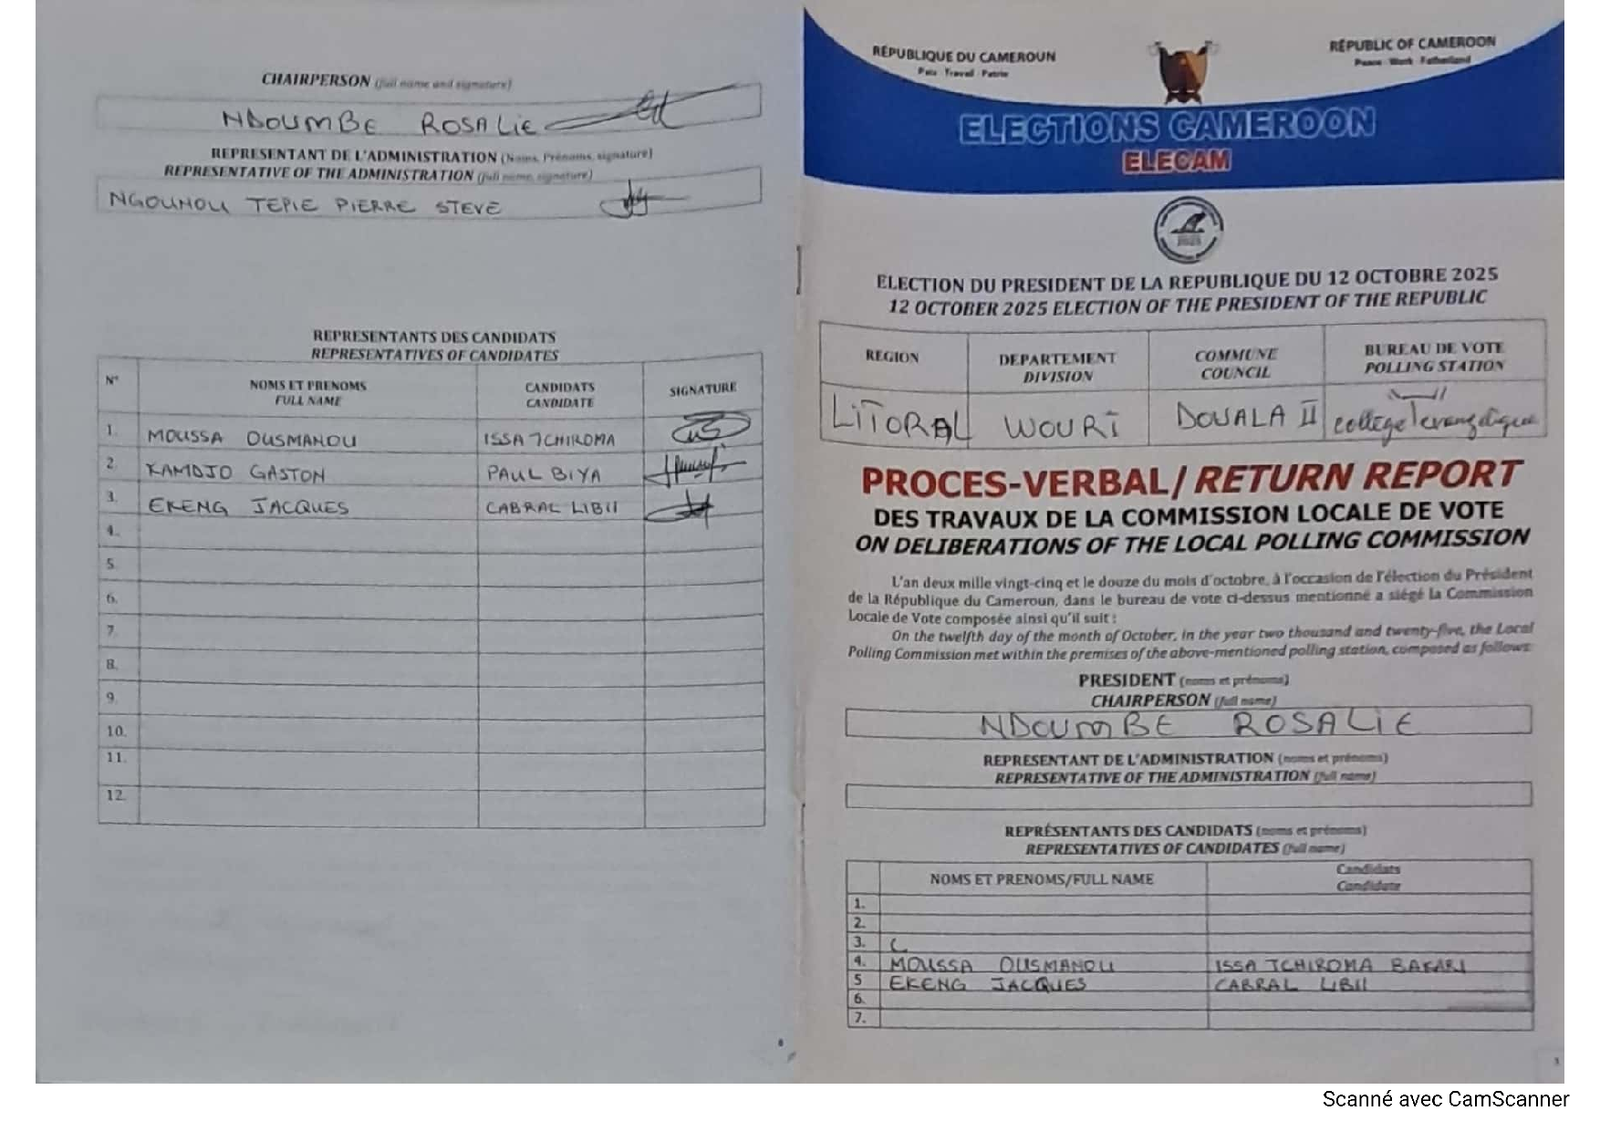 CHAIRPERSON (full name and signature)
NDOUMBE ROSALIE
REPRESENTANT DE L'ADMINISTRATION (Noms, Prénoms, signature)
REPRESENTATIVE OF THE ADMINISTRATION (full name, signature)
NGOUNOU TEPIE PIERRE STEVE
REPRESENTANTS DES CANDIDATS
REPRESENTATIVES OF CANDIDATES
N° NOMS ET PRENOMS CANDIDATS SIGNATURE
FULL NAME CANDIDATE
1. MOUSSA OUSMANOU ISSA TCHIROMA
2. KAMDJO GASTON PAUL BIYA
3. EKENG JACQUES CABRAL LIBII
4.
5.
6.
7.
8.
9.
10.
11.
12.
REPUBLIQUE DU CAMEROUN
Paix - Travail - Patrie
REPUBLIC OF CAMEROON
Peace - Work - Fatherland
ELECTIONS CAMEROON
ELECAM
ELECTION DU PRESIDENT DE LA REPUBLIQUE DU 12 OCTOBRE 2025
12 OCTOBER 2025 ELECTION OF THE PRESIDENT OF THE REPUBLIC
REGION DEPARTEMENT COMMUNE BUREAU DE VOTE
DIVISION COUNCIL POLLING STATION
LITORAL WOURI DOUALA II collège evangelique
PROCES-VERBAL/ RETURN REPORT
DES TRAVAUX DE LA COMMISSION LOCALE DE VOTE
ON DELIBERATIONS OF THE LOCAL POLLING COMMISSION
L'an deux mille vingt-cinq et le douze du mois d'octobre, à l'occasion de l'élection du Président
de la République du Cameroun, dans le bureau de vote ci-dessus mentionné a siégé la Commission
Locale de Vote composée ainsi qu'il suit :
On the twelfth day of the month of October, in the year two thousand and twenty-five, the Local
Polling Commission met within the premises of the above-mentioned polling station, composed as follows:
PRESIDENT (noms et prénoms)
CHAIRPERSON (full name)
NDOUMBE ROSALIE
REPRESENTANT DE L'ADMINISTRATION (noms et prénoms)
REPRESENTATIVE OF THE ADMINISTRATION (full name)
REPRÉSENTANTS DES CANDIDATS (noms et prénoms)
REPRESENTATIVES OF CANDIDATES (full name)
NOMS ET PRENOMS/FULL NAME Candidats
Candidate
1.
2.
3.
4. MOUSSA OUSMANOU ISSA TCHIROMA BAKARI
5 EKENG JACQUES CABRAL LIBII
6.
7.
Scanné avec CamScanner